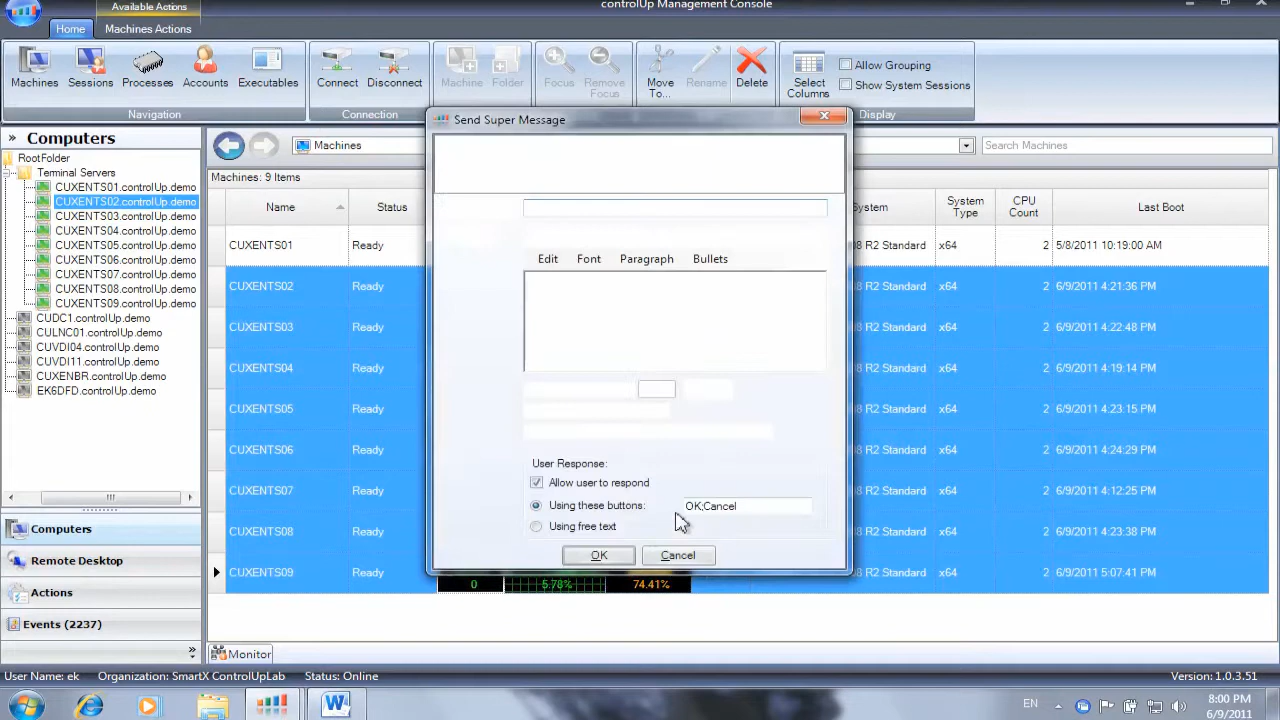 Available Actions
controlUp Management Console
Home
Machines Actions
Machines
Sessions
Processes
Accounts
Executables
Connect
Disconnect
Machine
Folder
Focus
Remove Focus
Move To...
Rename
Delete
Select Columns
Allow Grouping
Show System Sessions
Navigation
Connection
Display
» Computers
RootFolder
Terminal Servers
CUXENTS01.controlUp.demo
CUXENTS02.controlUp.demo
CUXENTS03.controlUp.demo
CUXENTS04.controlUp.demo
CUXENTS05.controlUp.demo
CUXENTS06.controlUp.demo
CUXENTS07.controlUp.demo
CUXENTS08.controlUp.demo
CUXENTS09.controlUp.demo
CUDC1.controlUp.demo
CULNC01.controlUp.demo
CUVDI04.controlUp.demo
CUVDI11.controlUp.demo
CUXENBR.controlUp.demo
EK6DFD.controlUp.demo
Computers
Remote Desktop
Actions
Events (2237)
Machines
Search Machines
Machines: 9 Items
Name Status System System Type CPU Count Last Boot
CUXENTS01 Ready 08 R2 Standard x64 2 5/8/2011 10:19:00 AM
CUXENTS02 Ready 08 R2 Standard x64 2 6/9/2011 4:21:36 PM
CUXENTS03 Ready 08 R2 Standard x64 2 6/9/2011 4:22:48 PM
CUXENTS04 Ready 08 R2 Standard x64 2 6/9/2011 4:19:14 PM
CUXENTS05 Ready 08 R2 Standard x64 2 6/9/2011 4:23:15 PM
CUXENTS06 Ready 08 R2 Standard x64 2 6/9/2011 4:24:29 PM
CUXENTS07 Ready 08 R2 Standard x64 2 6/9/2011 4:21:41 PM
CUXENTS08 Ready 08 R2 Standard x64 2 6/9/2011 4:23:38 PM
CUXENTS09 Ready 08 R2 Standard x64 2 6/9/2011 5:07:41 PM
0 5.78% 74.41%
Send Super Message
Edit Font Paragraph Bullets
User Response:
Allow user to respond
Using these buttons: OK;Cancel
Using free text
OK Cancel
Monitor
User Name: ek Organization: SmartX ControlUpLab Status: Online Version: 1.0.3.51
EN
8:00 PM
6/9/2011